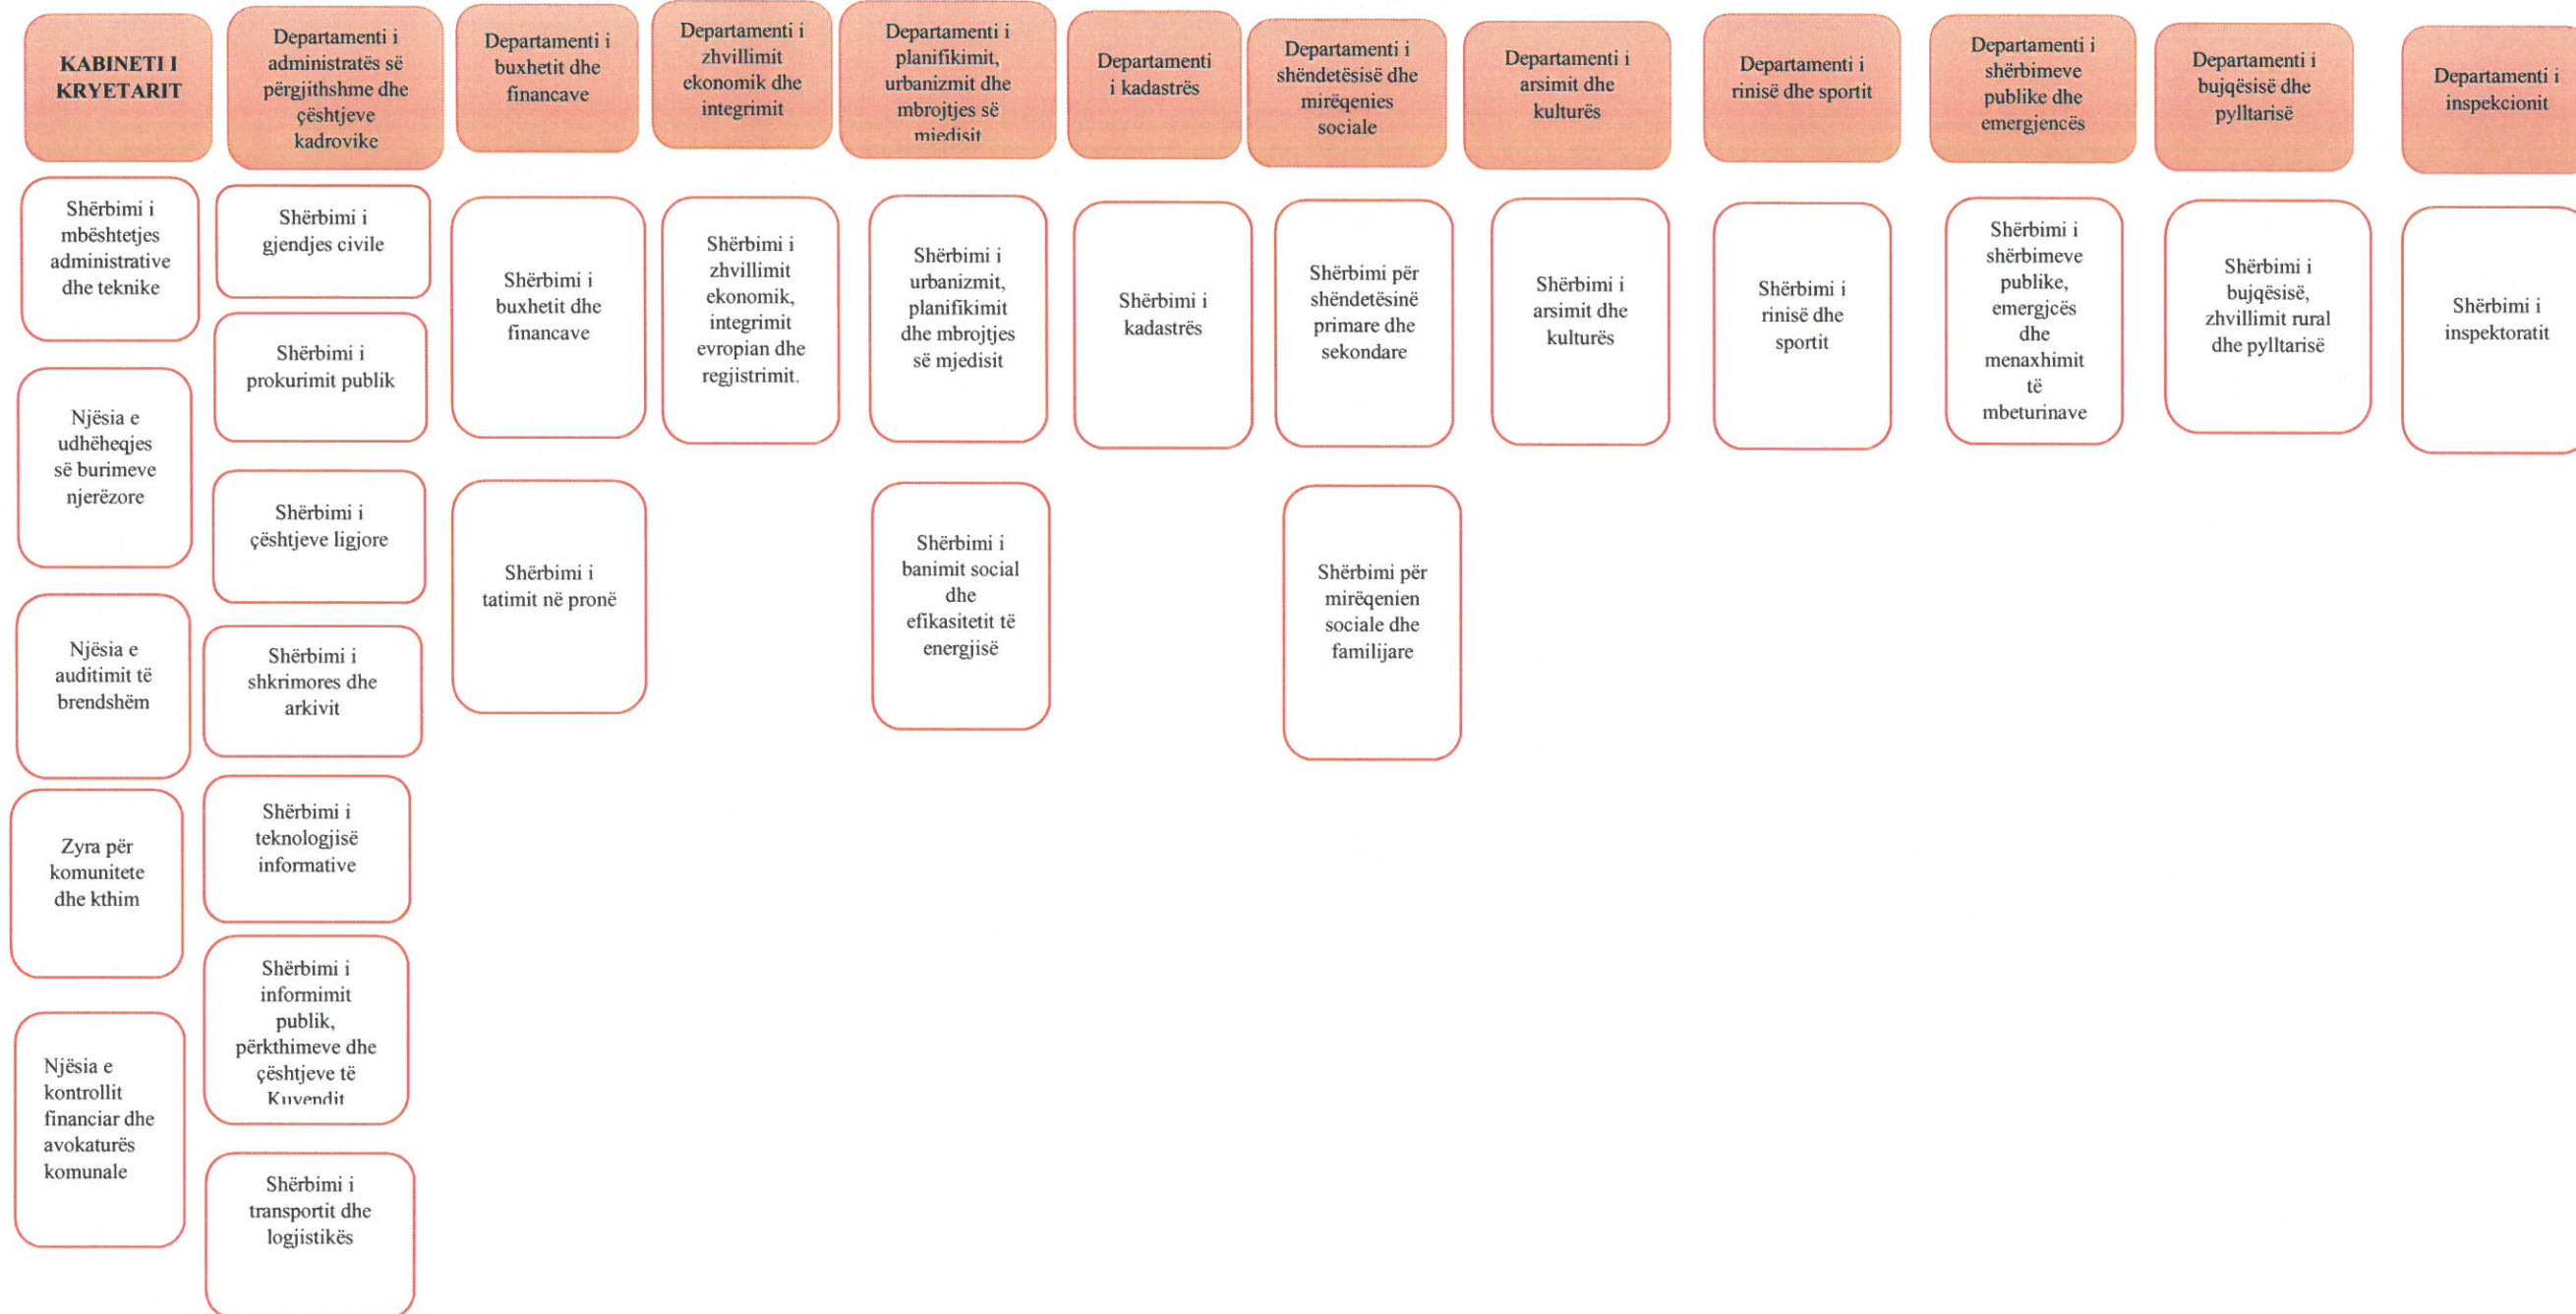 KABINETI I
KRYETARIT
Departamenti i
administratës së
përgjithshme dhe
çështjeve
kadrovike
Departamenti i
buxhetit dhe
financave
Departamenti i
zhvillimit
ekonomik dhe
integrimit
Departamenti i
planifikimit,
urbanizmit dhe
mbrojtjes së
mjedisit
Departamenti
i kadastrës
Departamenti i
shëndetësisë dhe
mirëqenies
sociale
Departamenti i
arsimit dhe
kulturës
Departamenti i
rinisë dhe sportit
Departamenti i
shërbimeve
publike dhe
emergjencës
Departamenti i
bujqësisë dhe
pylltarisë
Departamenti i
inspekcionit
Shërbimi i
mbështetjes
administrative
dhe teknike
Njësia e
udhëheqjes
së burimeve
njerëzore
Njësia e
auditimit të
brendshëm
Zyra për
komunitete
dhe kthim
Njësia e
kontrollit
financiar dhe
avokaturës
komunale
Shërbimi i
gjendjes civile
Shërbimi i
prokurimit publik
Shërbimi i
çështjeve ligjore
Shërbimi i
shkrimores dhe
arkivit
Shërbimi i
teknologjisë
informative
Shërbimi i
informimit
publik,
përkthimeve dhe
çështjeve të
Kuvendit
Shërbimi i
transportit dhe
logjistikës
Shërbimi i
buxhetit dhe
financave
Shërbimi i
tatimit në pronë
Shërbimi i
zhvillimit
ekonomik,
integrimit
evropian dhe
regjistrimit.
Shërbimi i
urbanizmit,
planifikimit
dhe mbrojtjes
së mjedisit
Shërbimi i
banimit social
dhe
efikasitetit të
energjisë
Shërbimi i
kadastrës
Shërbimi për
shëndetësinë
primare dhe
sekondare
Shërbimi për
mirëqenien
sociale dhe
familijare
Shërbimi i
arsimit dhe
kulturës
Shërbimi i
rinisë dhe
sportit
Shërbimi i
shërbimeve
publike,
emergjcës
dhe
menaxhimit
të
mbeturinave
Shërbimi i
bujqësisë,
zhvillimit rural
dhe pylltarisë
Shërbimi i
inspektoratit